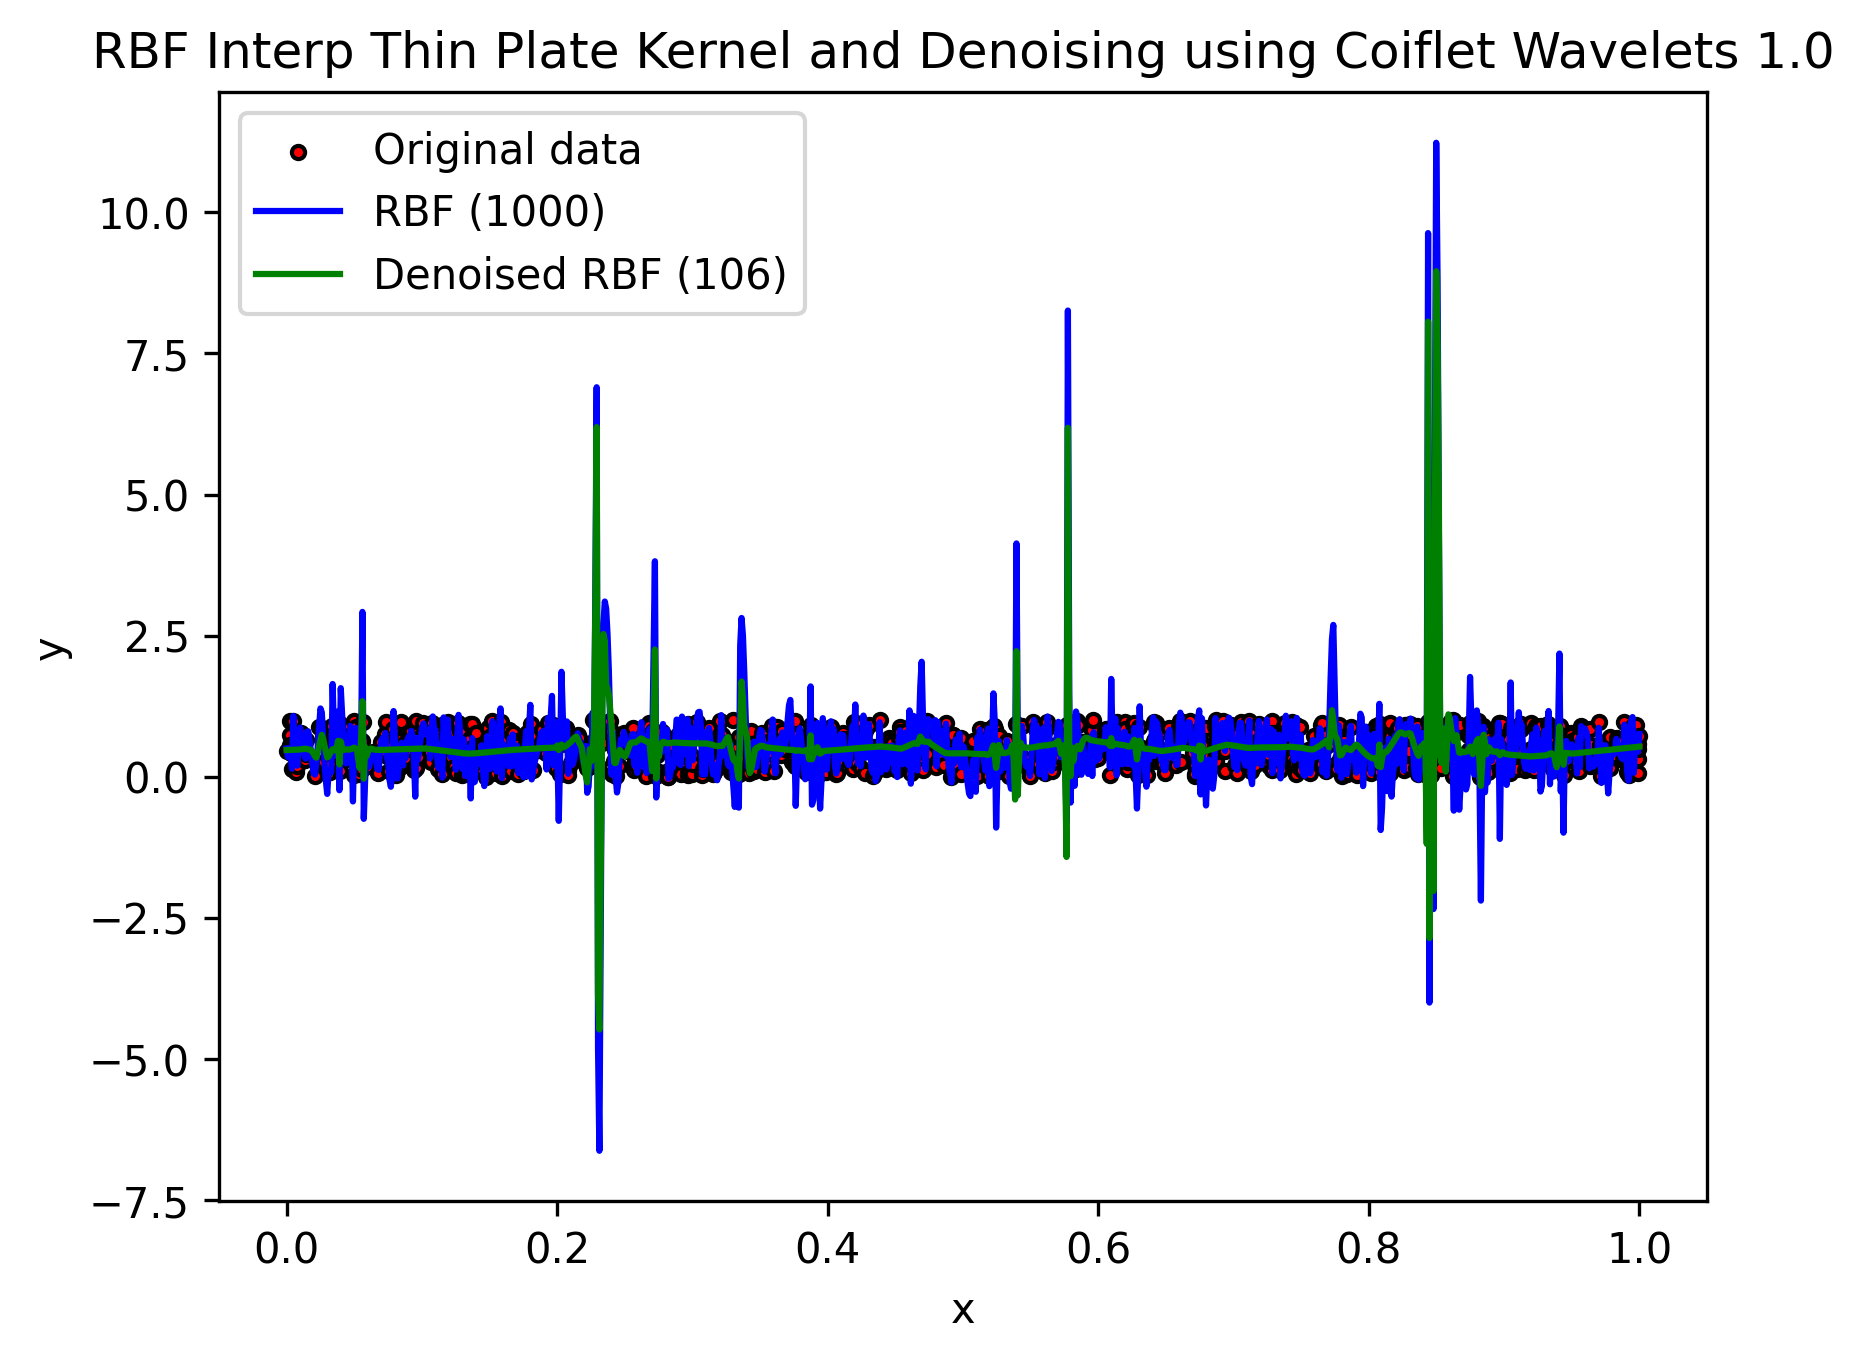 RBF Interp Thin Plate Kernel and Denoising using Coiflet Wavelets 1.0
Original data
RBF (1000)
Denoised RBF (106)
10.0
7.5
5.0
2.5
0.0
−2.5
−5.0
−7.5
y
0.0 0.2 0.4 0.6 0.8 1.0
x